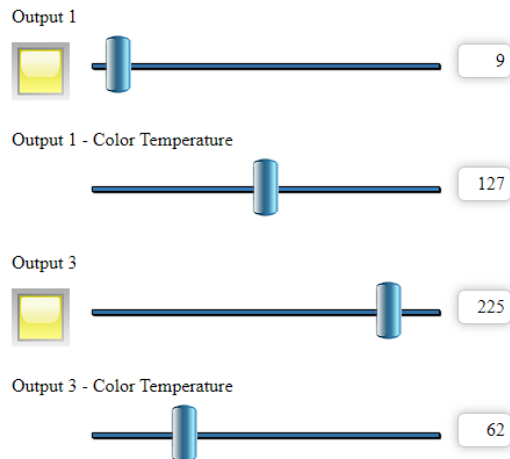 Output 1
9
Output 1 - Color Temperature
127
Output 3
225
Output 3 - Color Temperature
62